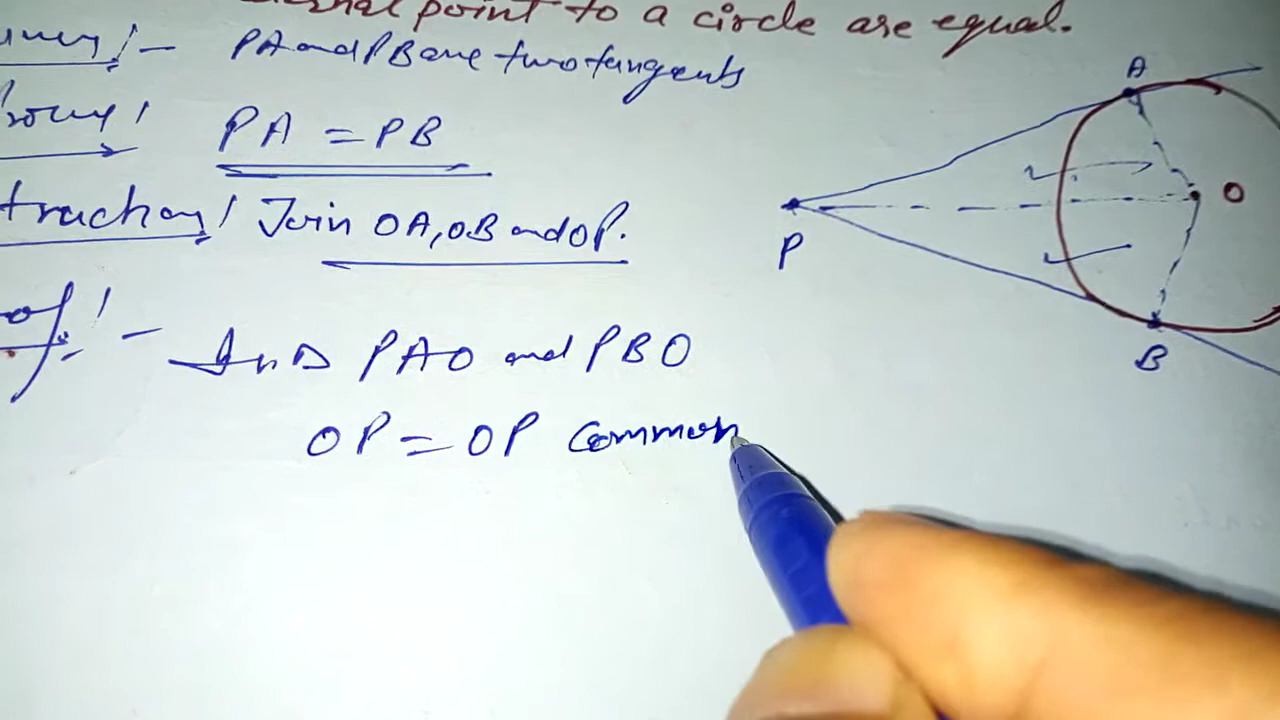 point to a circle are equal.
PA and PB are two tangents
PA = PB
Join OA, OB and OP.
In Δ PAO and PBO
OP = OP Common
A
O
P
B